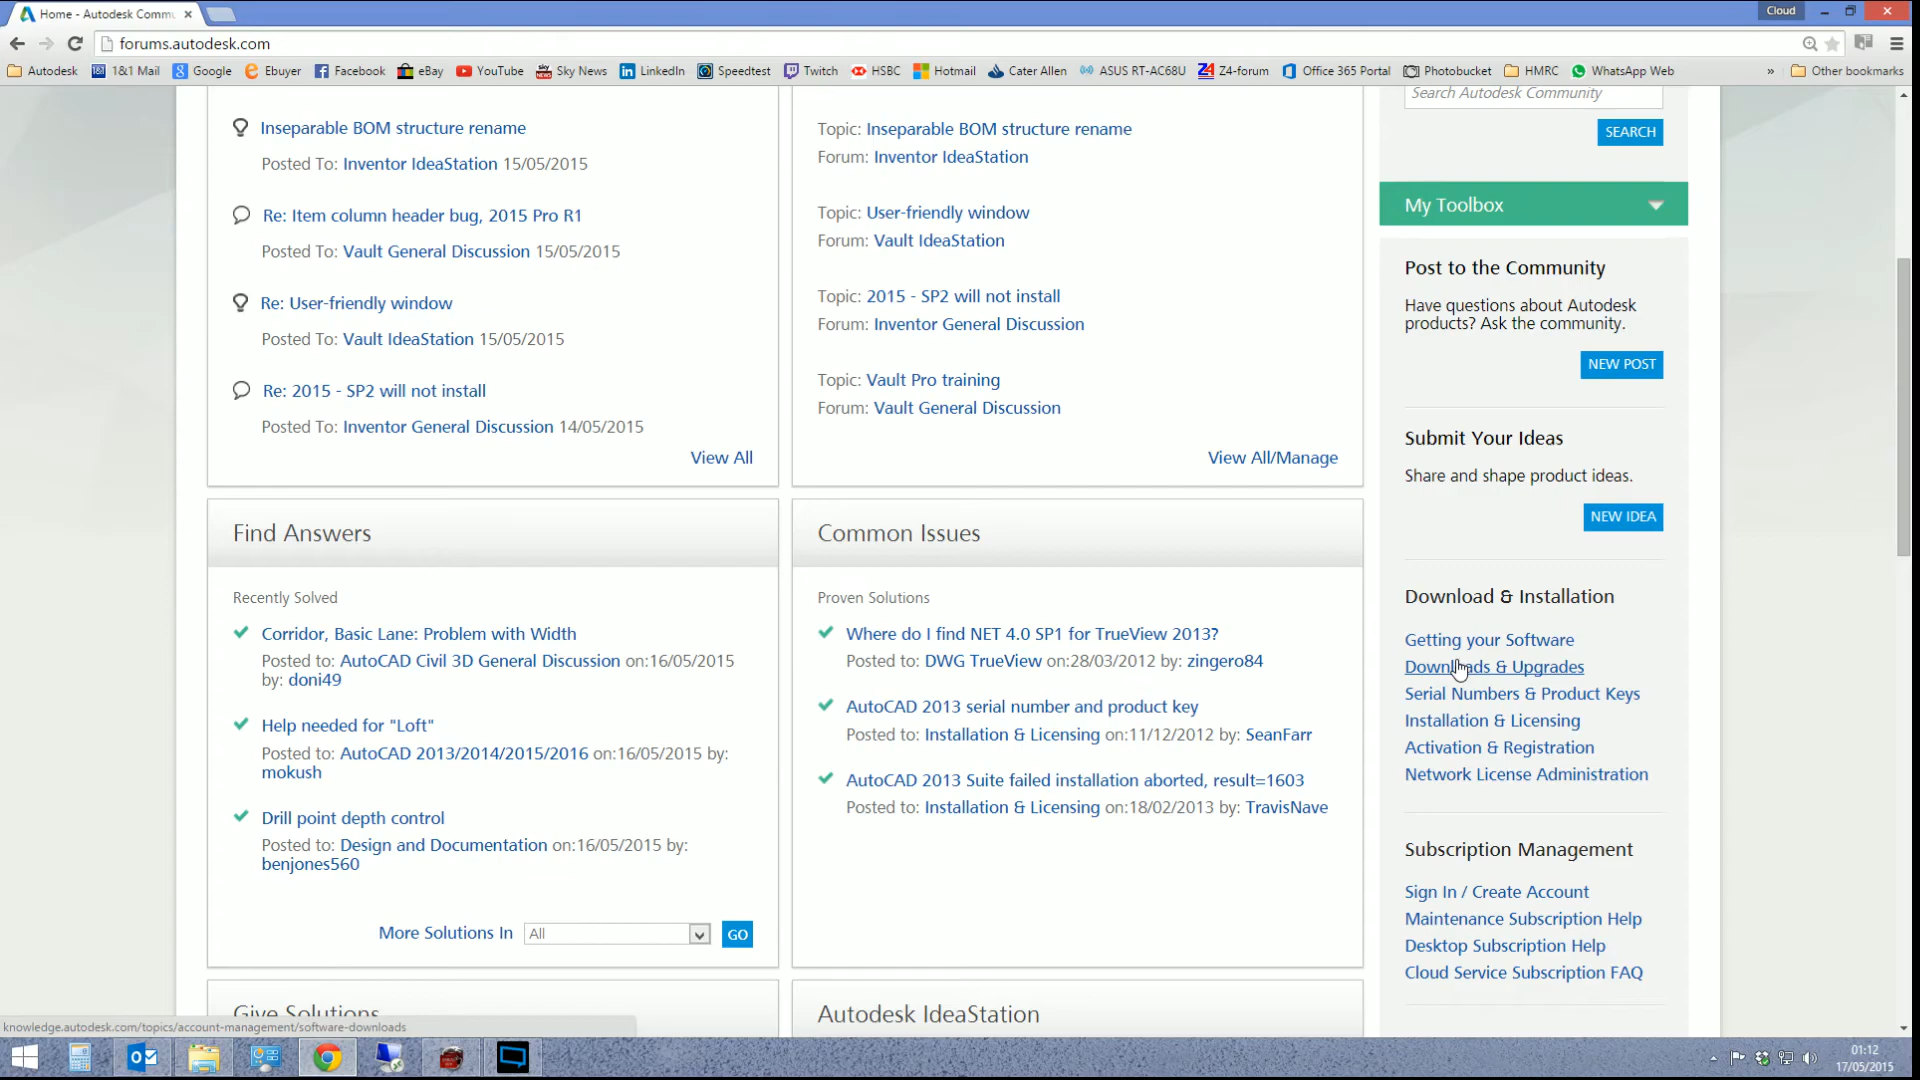 Home - Autodesk Commu
Cloud
forums.autodesk.com
Autodesk 1&1 Mail Google Ebuyer Facebook eBay YouTube Sky News LinkedIn Speedtest Twitch HSBC Hotmail Cater Allen ASUS RT-AC68U Z4-forum Office 365 Portal Photobucket HMRC WhatsApp Web » Other bookmarks
Inseparable BOM structure rename
Posted To: Inventor IdeaStation 15/05/2015
Re: Item column header bug, 2015 Pro R1
Posted To: Vault General Discussion 15/05/2015
Re: User-friendly window
Posted To: Vault IdeaStation 15/05/2015
Re: 2015 - SP2 will not install
Posted To: Inventor General Discussion 14/05/2015
View All
Topic: Inseparable BOM structure rename
Forum: Inventor IdeaStation
Topic: User-friendly window
Forum: Vault IdeaStation
Topic: 2015 - SP2 will not install
Forum: Inventor General Discussion
Topic: Vault Pro training
Forum: Vault General Discussion
View All/Manage
Find Answers
Recently Solved
Corridor, Basic Lane: Problem with Width
Posted to: AutoCAD Civil 3D General Discussion on:16/05/2015
by: doni49
Help needed for "Loft"
Posted to: AutoCAD 2013/2014/2015/2016 on:16/05/2015 by:
mokush
Drill point depth control
Posted to: Design and Documentation on:16/05/2015 by:
benjones560
More Solutions In All GO
Common Issues
Proven Solutions
Where do I find NET 4.0 SP1 for TrueView 2013?
Posted to: DWG TrueView on:28/03/2012 by: zingero84
AutoCAD 2013 serial number and product key
Posted to: Installation & Licensing on:11/12/2012 by: SeanFarr
AutoCAD 2013 Suite failed installation aborted, result=1603
Posted to: Installation & Licensing on:18/02/2013 by: TravisNave
Give Solutions
Autodesk IdeaStation
Search Autodesk Community
SEARCH
My Toolbox
Post to the Community
Have questions about Autodesk
products? Ask the community.
NEW POST
Submit Your Ideas
Share and shape product ideas.
NEW IDEA
Download & Installation
Getting your Software
Downloads & Upgrades
Serial Numbers & Product Keys
Installation & Licensing
Activation & Registration
Network License Administration
Subscription Management
Sign In / Create Account
Maintenance Subscription Help
Desktop Subscription Help
Cloud Service Subscription FAQ
knowledge.autodesk.com/topics/account-management/software-downloads
01:12
17/05/2015